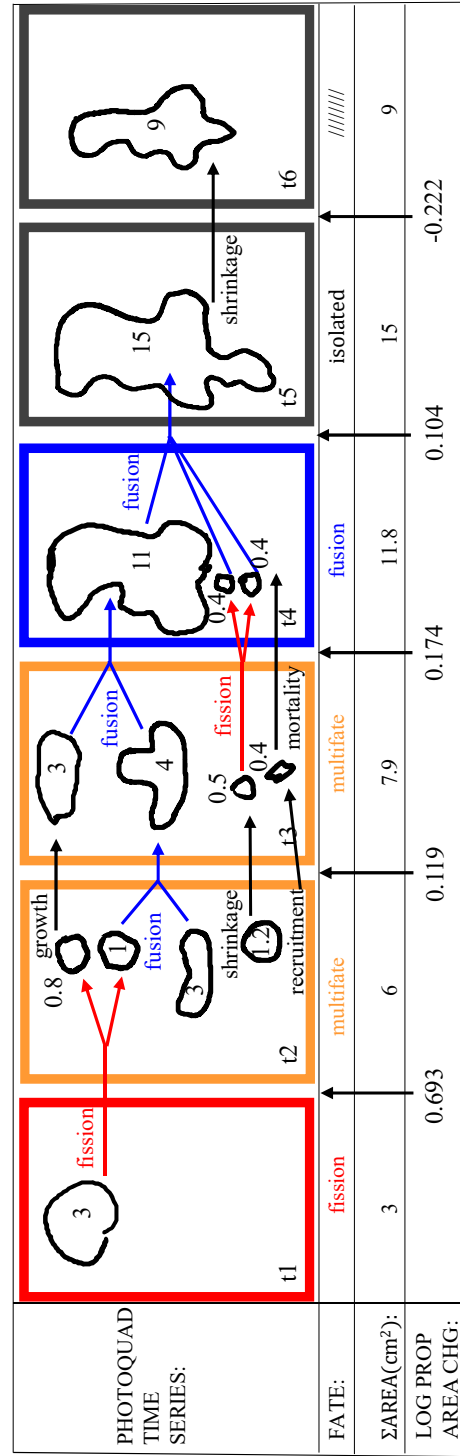 PHOTOQUAD
TIME
SERIES:
t1
3
fission
t2
0.8
1
3
1.2
growth
fusion
shrinkage
recruitment
t3
3
4
0.5
0.4
fusion
fission
mortality
t4
11
0.4
0.4
fusion
t5
15
shrinkage
t6
9
FATE: fission multifate multifate fusion isolated /////////
ΣAREA(cm²): 3 6 7.9 11.8 15 9
LOG PROP
AREA CHG: 0.693 0.119 0.174 0.104 -0.222